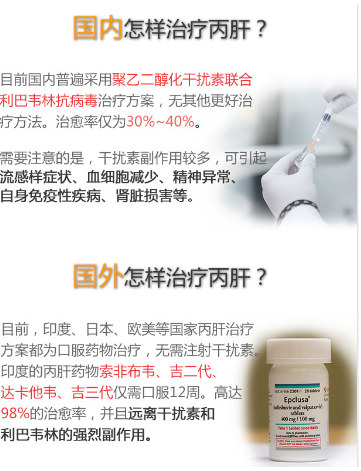 国内怎样治疗丙肝？
目前国内普遍采用聚乙二醇化干扰素联合
利巴韦林抗病毒治疗方案，无其他更好治
疗方法。治愈率仅为30%~40%。
需要注意的是，干扰素副作用较多，可引起
流感样症状、血细胞减少、精神异常、
自身免疫性疾病、肾脏损害等。
国外怎样治疗丙肝？
目前，印度、日本、欧美等国家丙肝治疗
方案都为口服药物治疗，无需注射干扰素。
印度的丙肝药物索非布韦、吉二代、
达卡他韦、吉三代仅需口服12周。高达
98%的治愈率，并且远离干扰素和
利巴韦林的强烈副作用。
28 tablets
Epclusa
tablets
400 mg / 100 mg